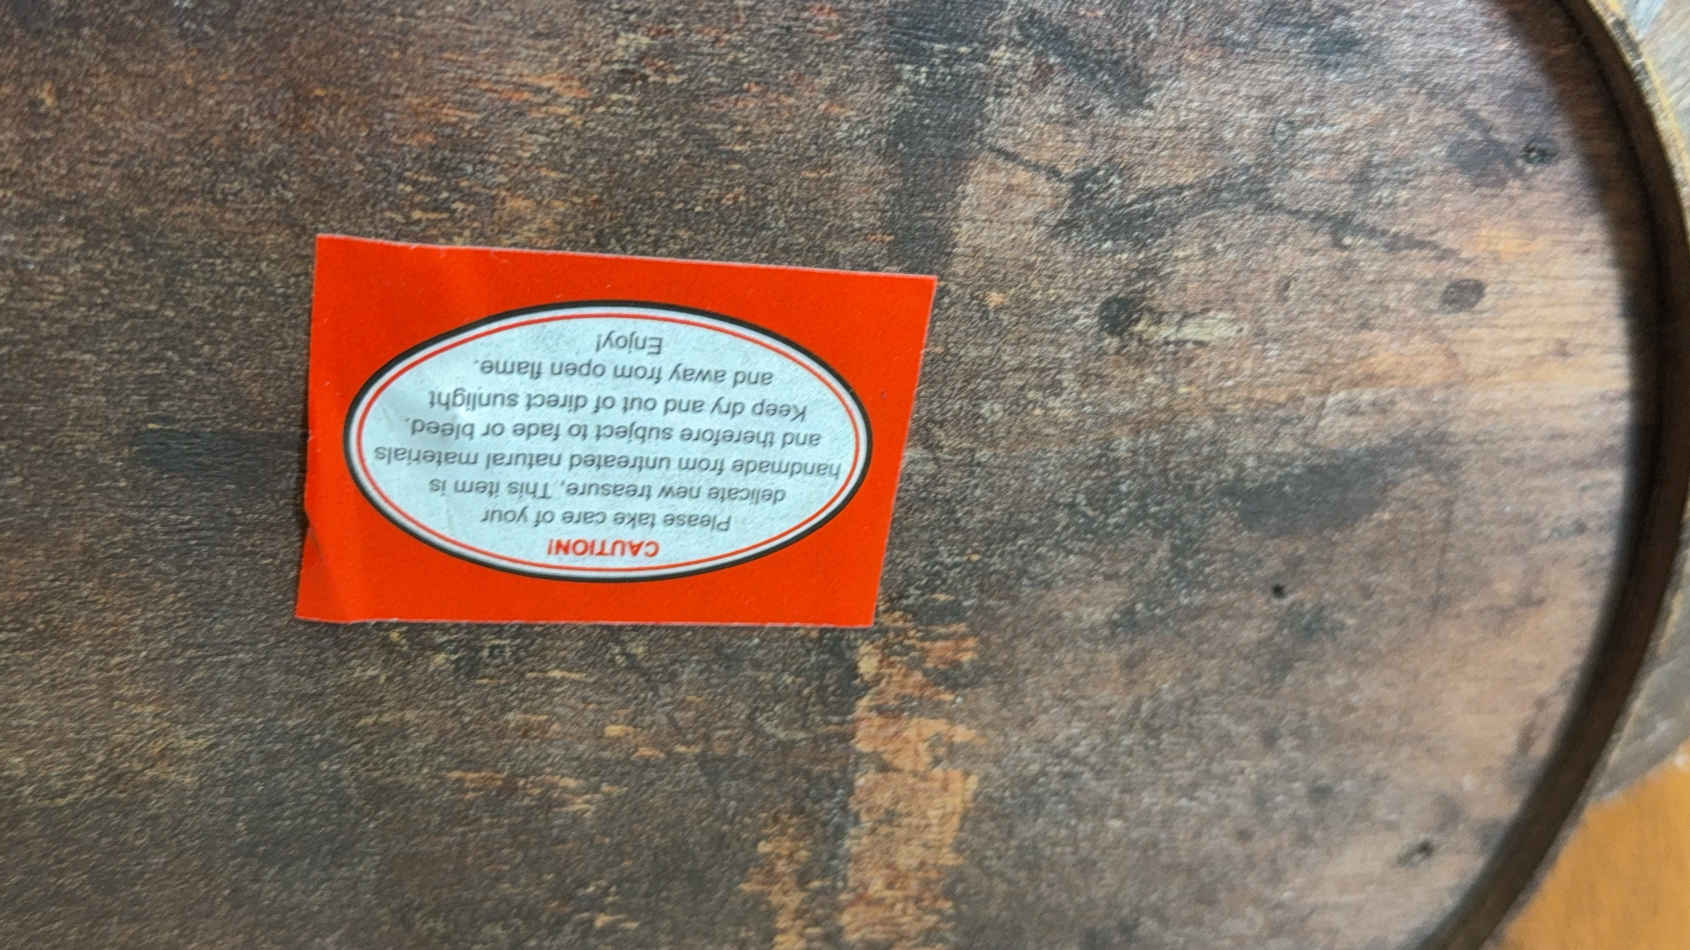 CAUTION!
Please take care of your
delicate new treasure, This item is
handmade from untreated natural materials
and therefore subject to fade or bleed.
Keep dry and out of direct sunlight
and away from open flame.
Enjoy!